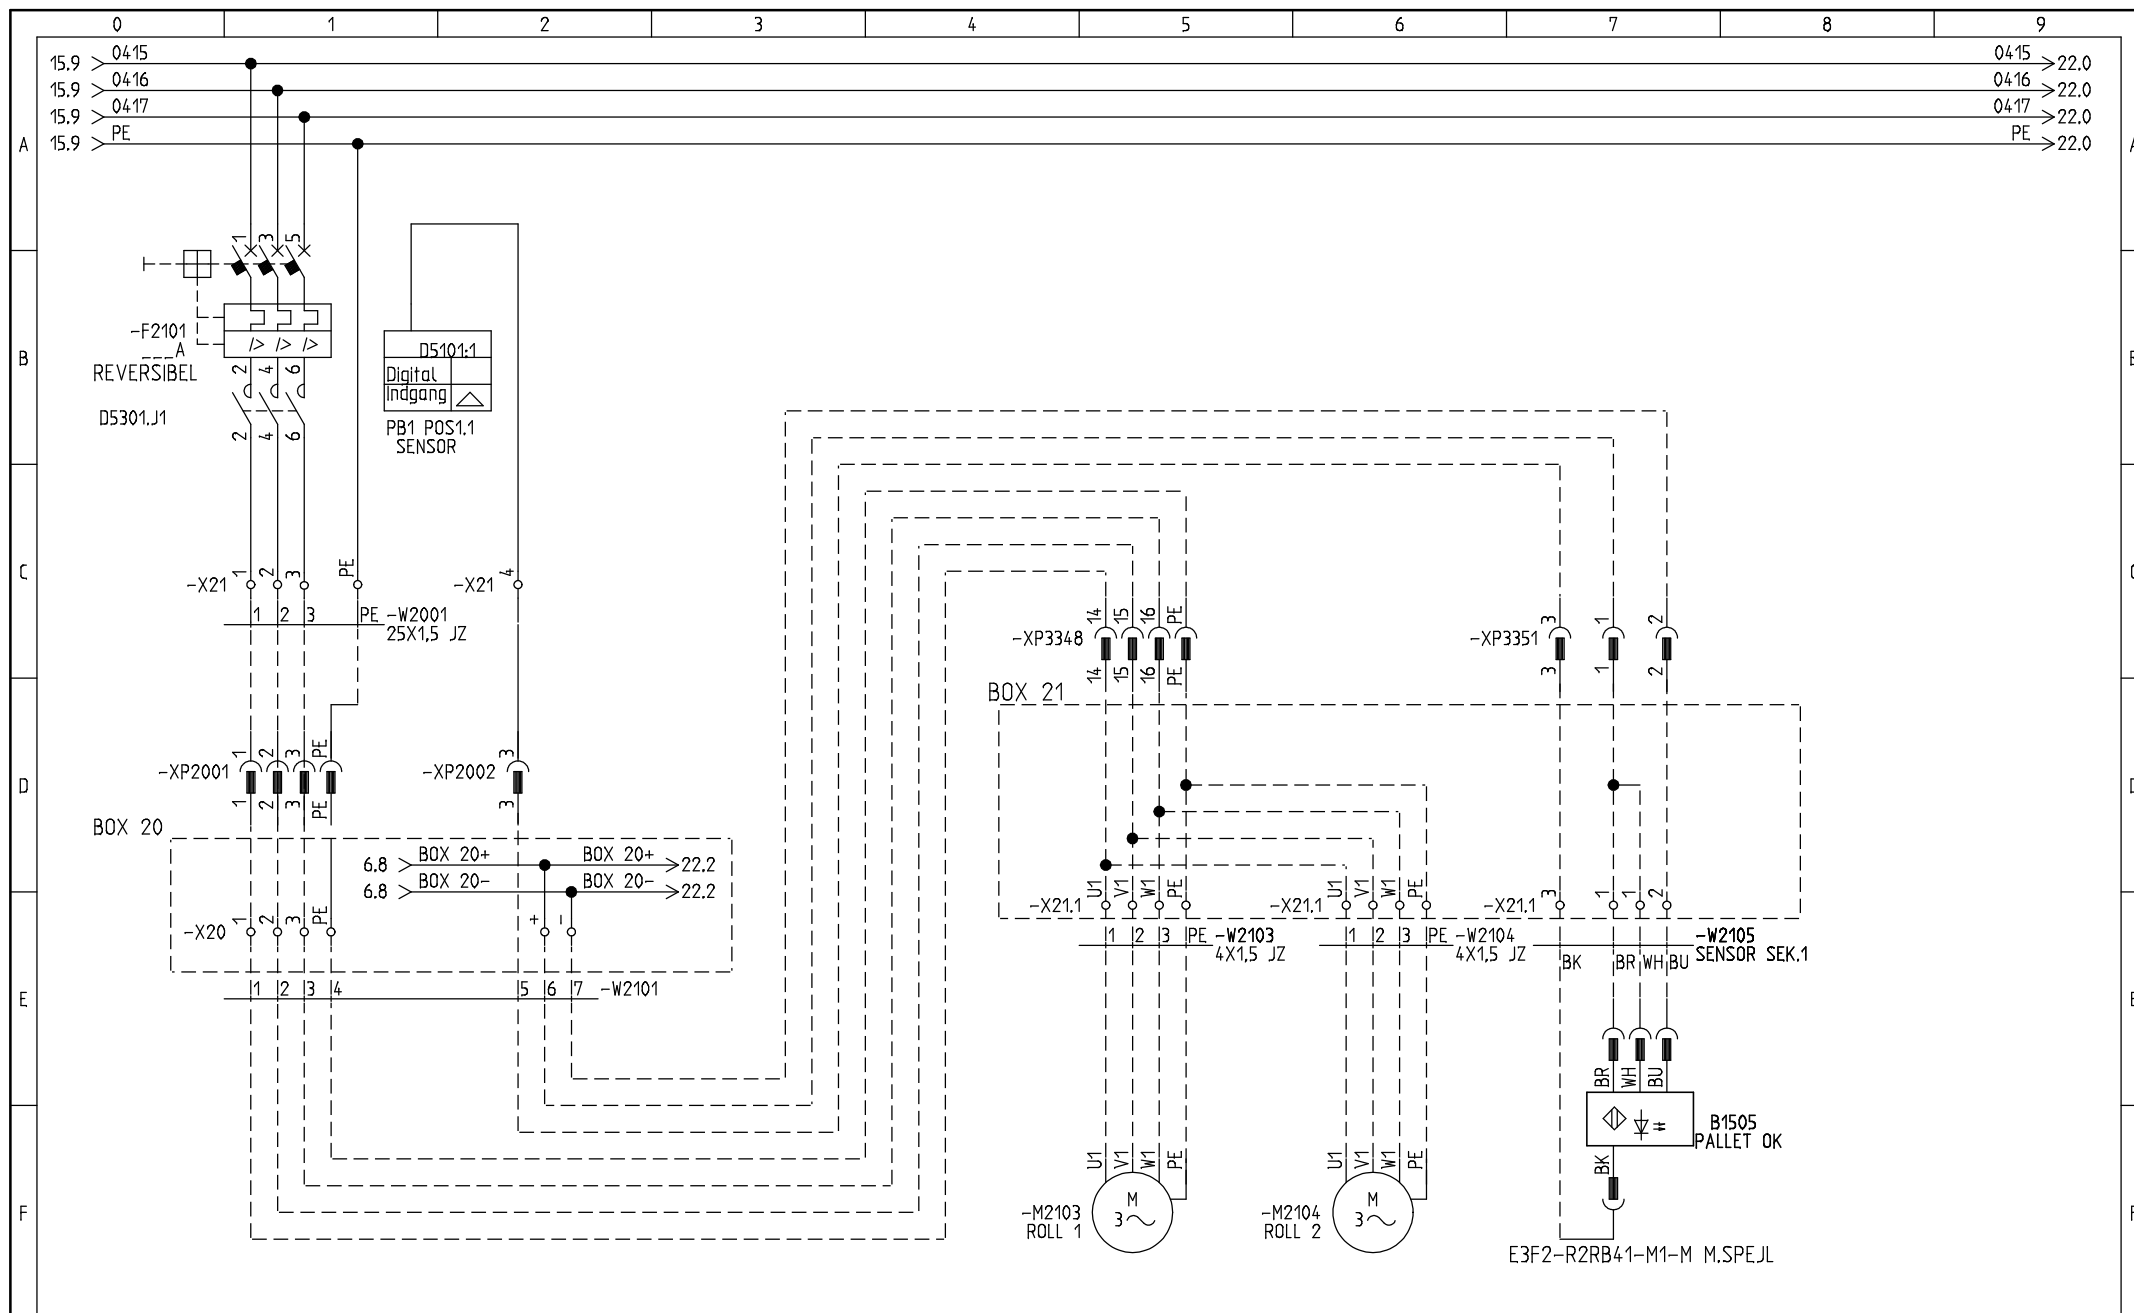 0 1 2 3 4 5 6 7 8 9
15.9 0415 0415 22.0
15.9 0416 0416 22.0
15.9 0417 0417 22.0
15.9 PE PE 22.0
A
B
C
D
E
F
1 3 5
-F2101
___A
REVERSIBEL
I> I> I>
2 4 6
D5301.J1
2 4 6
D5101:1
Digital
Indgang
PB1 POS1.1
SENSOR
-X21 1 2 3 PE
-X21 4
1 2 3 PE -W2001
25X1,5 JZ
-XP2001 1 2 3 PE
1 2 3 PE
-XP2002 3
3
BOX 20
6.8 BOX 20+ BOX 20+ 22.2
6.8 BOX 20- BOX 20- 22.2
-X20 1 2 3 PE + -
1 2 3 4 5 6 7 -W2101
-XP3348 14 15 16 PE
14 15 16 PE
-XP3351 3 1 2
3 1 2
BOX 21
-X21.1 U1 V1 W1 PE
-X21.1 U1 V1 W1 PE
-X21.1 3 1 1 2
1 2 3 PE -W2103
4X1,5 JZ
1 2 3 PE -W2104
4X1,5 JZ
-W2105
SENSOR SEK.1
BK BR WH BU
BR WH BU
B1505
PALLET OK
BK
U1 V1 W1 PE
M
3
-M2103
ROLL 1
U1 V1 W1 PE
M
3
-M2104
ROLL 2
E3F2-R2RB41-M1-M M.SPEJL